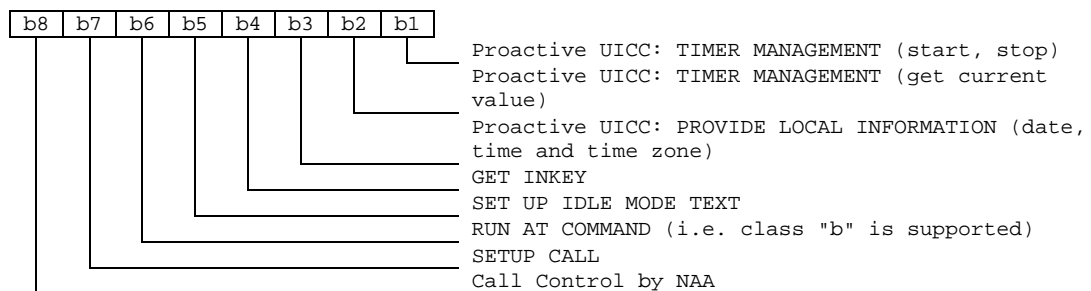 b8 b7 b6 b5 b4 b3 b2 b1
Proactive UICC: TIMER MANAGEMENT (start, stop)
Proactive UICC: TIMER MANAGEMENT (get current
value)
Proactive UICC: PROVIDE LOCAL INFORMATION (date,
time and time zone)
GET INKEY
SET UP IDLE MODE TEXT
RUN AT COMMAND (i.e. class "b" is supported)
SETUP CALL
Call Control by NAA